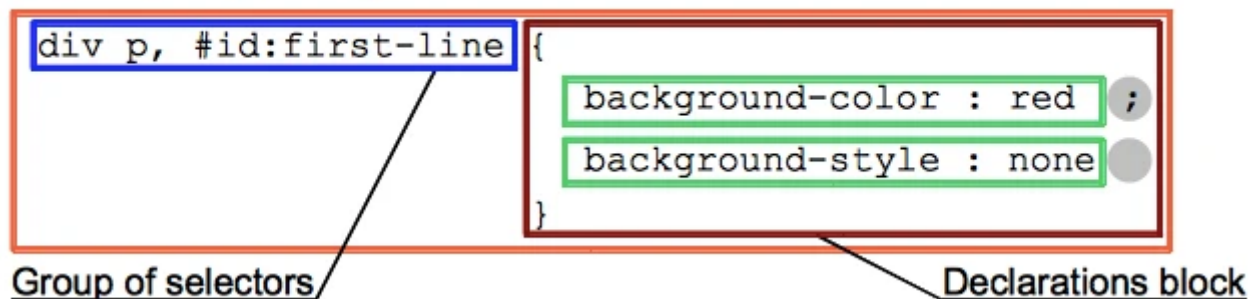 div p, #id:first-line {
background-color : red ;
background-style : none
}
Group of selectors
Declarations block